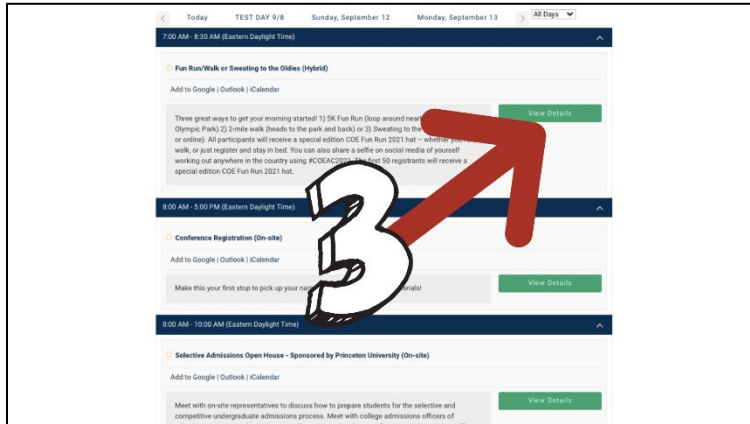 Today TEST DAY 9/8 Sunday, September 12 Monday, September 13 All Days
7:00 AM - 8:30 AM (Eastern Daylight Time)
Fun Run/Walk or Sweating to the Oldies (Hybrid)
Add to Google | Outlook | iCalendar
View Details
Three great ways to get your morning started! 1) 5K Fun Run (loop around near
Olympic Park) 2) 2-mile walk (heads to the park and back) or 3) Sweating to the
or online). All participants will receive a special edition COE Fun Run 2021 hat – whether you
walk, or just register and stay in bed. You can also share a selfie on social media of yourself
working out anywhere in the country using #COEAC2021. The first 50 registrants will receive a
special edition COE Fun Run 2021 hat.
8:00 AM - 5:00 PM (Eastern Daylight Time)
3
Conference Registration (On-site)
Add to Google | Outlook | iCalendar
Make this your first stop to pick up your
View Details
8:00 AM - 10:00 AM (Eastern Daylight Time)
Selective Admissions Open House - Sponsored by Princeton University (On-site)
Add to Google | Outlook | iCalendar
View Details
Meet with on-site representatives to discuss how to prepare students for the selective and
competitive undergraduate admissions process. Meet with college admissions officers of